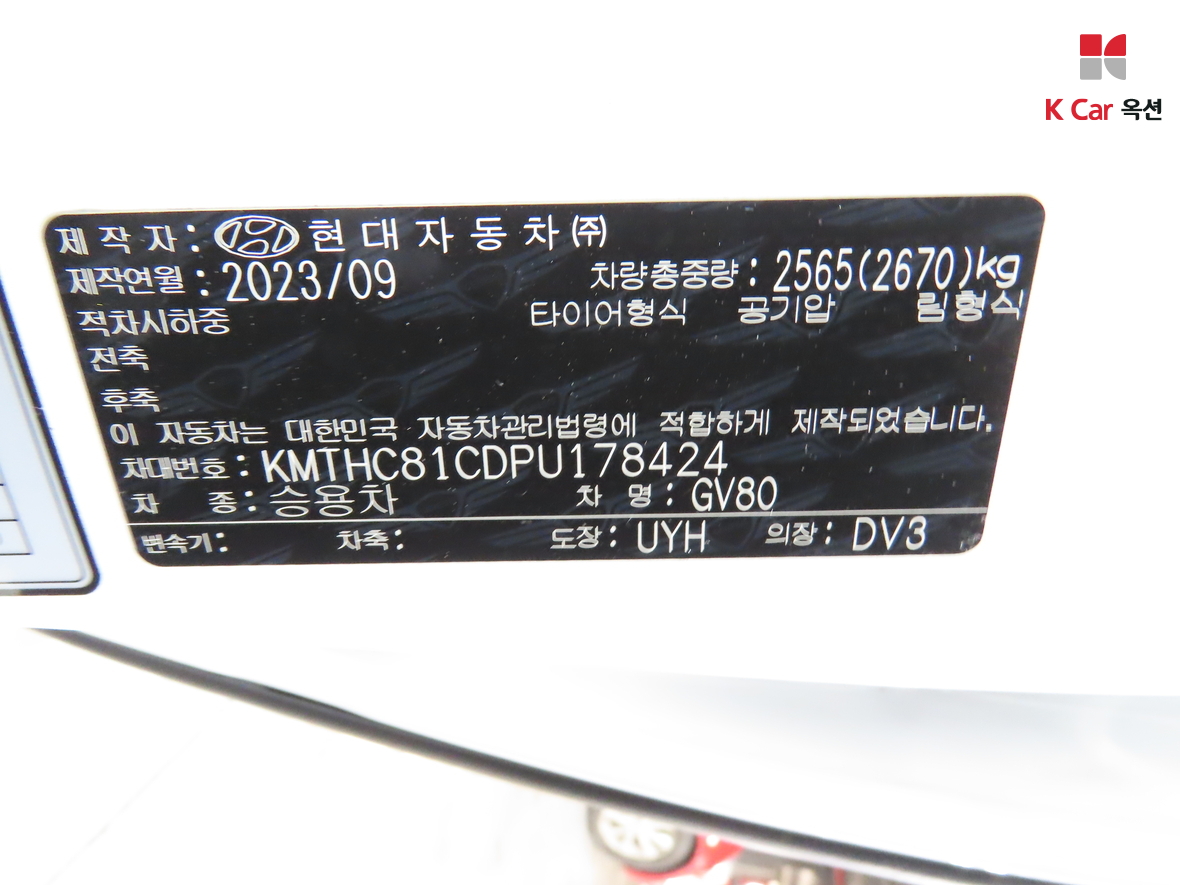 K Car 옥션
제 작 자 : 현 대 자 동 차 ㈜
제작연월 : 2023/09 차량총중량 : 2565(2670)kg
적차시하중 타이어형식 공기압 림형식
전축
후축
이 자동차는 대한민국 자동차관리법령에 적합하게 제작되었습니다.
차대번호 : KMTHC81CDPU178424
차 종 : 승용차 차 명 : GV80
변속기 : 차축 : 도장 : UYH 의장 : DV3